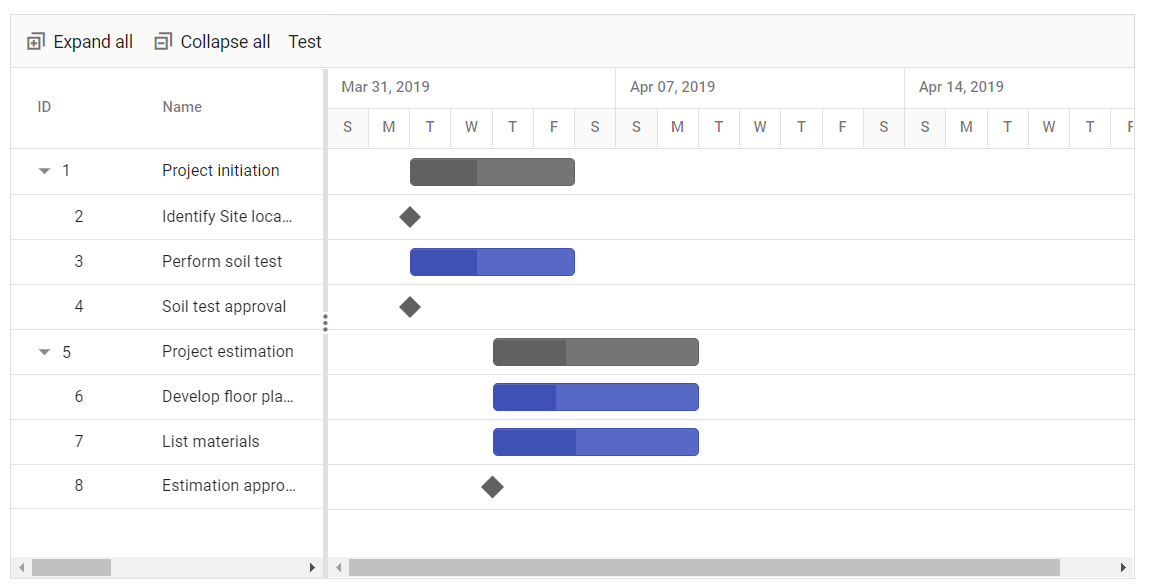 Expand all Collapse all Test
ID Name
Mar 31, 2019 Apr 07, 2019 Apr 14, 2019
S M T W T F S S M T W T F S S M T W T F
1 Project initiation
2 Identify Site loca...
3 Perform soil test
4 Soil test approval
5 Project estimation
6 Develop floor pla...
7 List materials
8 Estimation appro...